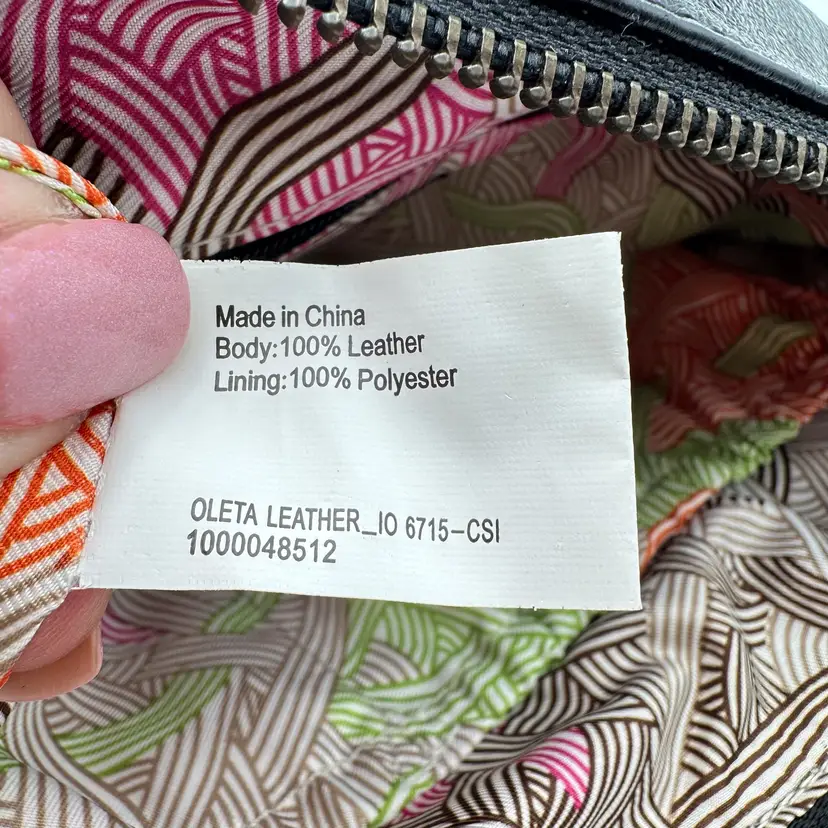 Made in China
Body:100% Leather
Lining:100% Polyester
OLETA LEATHER_IO 6715-CSI
1000048512